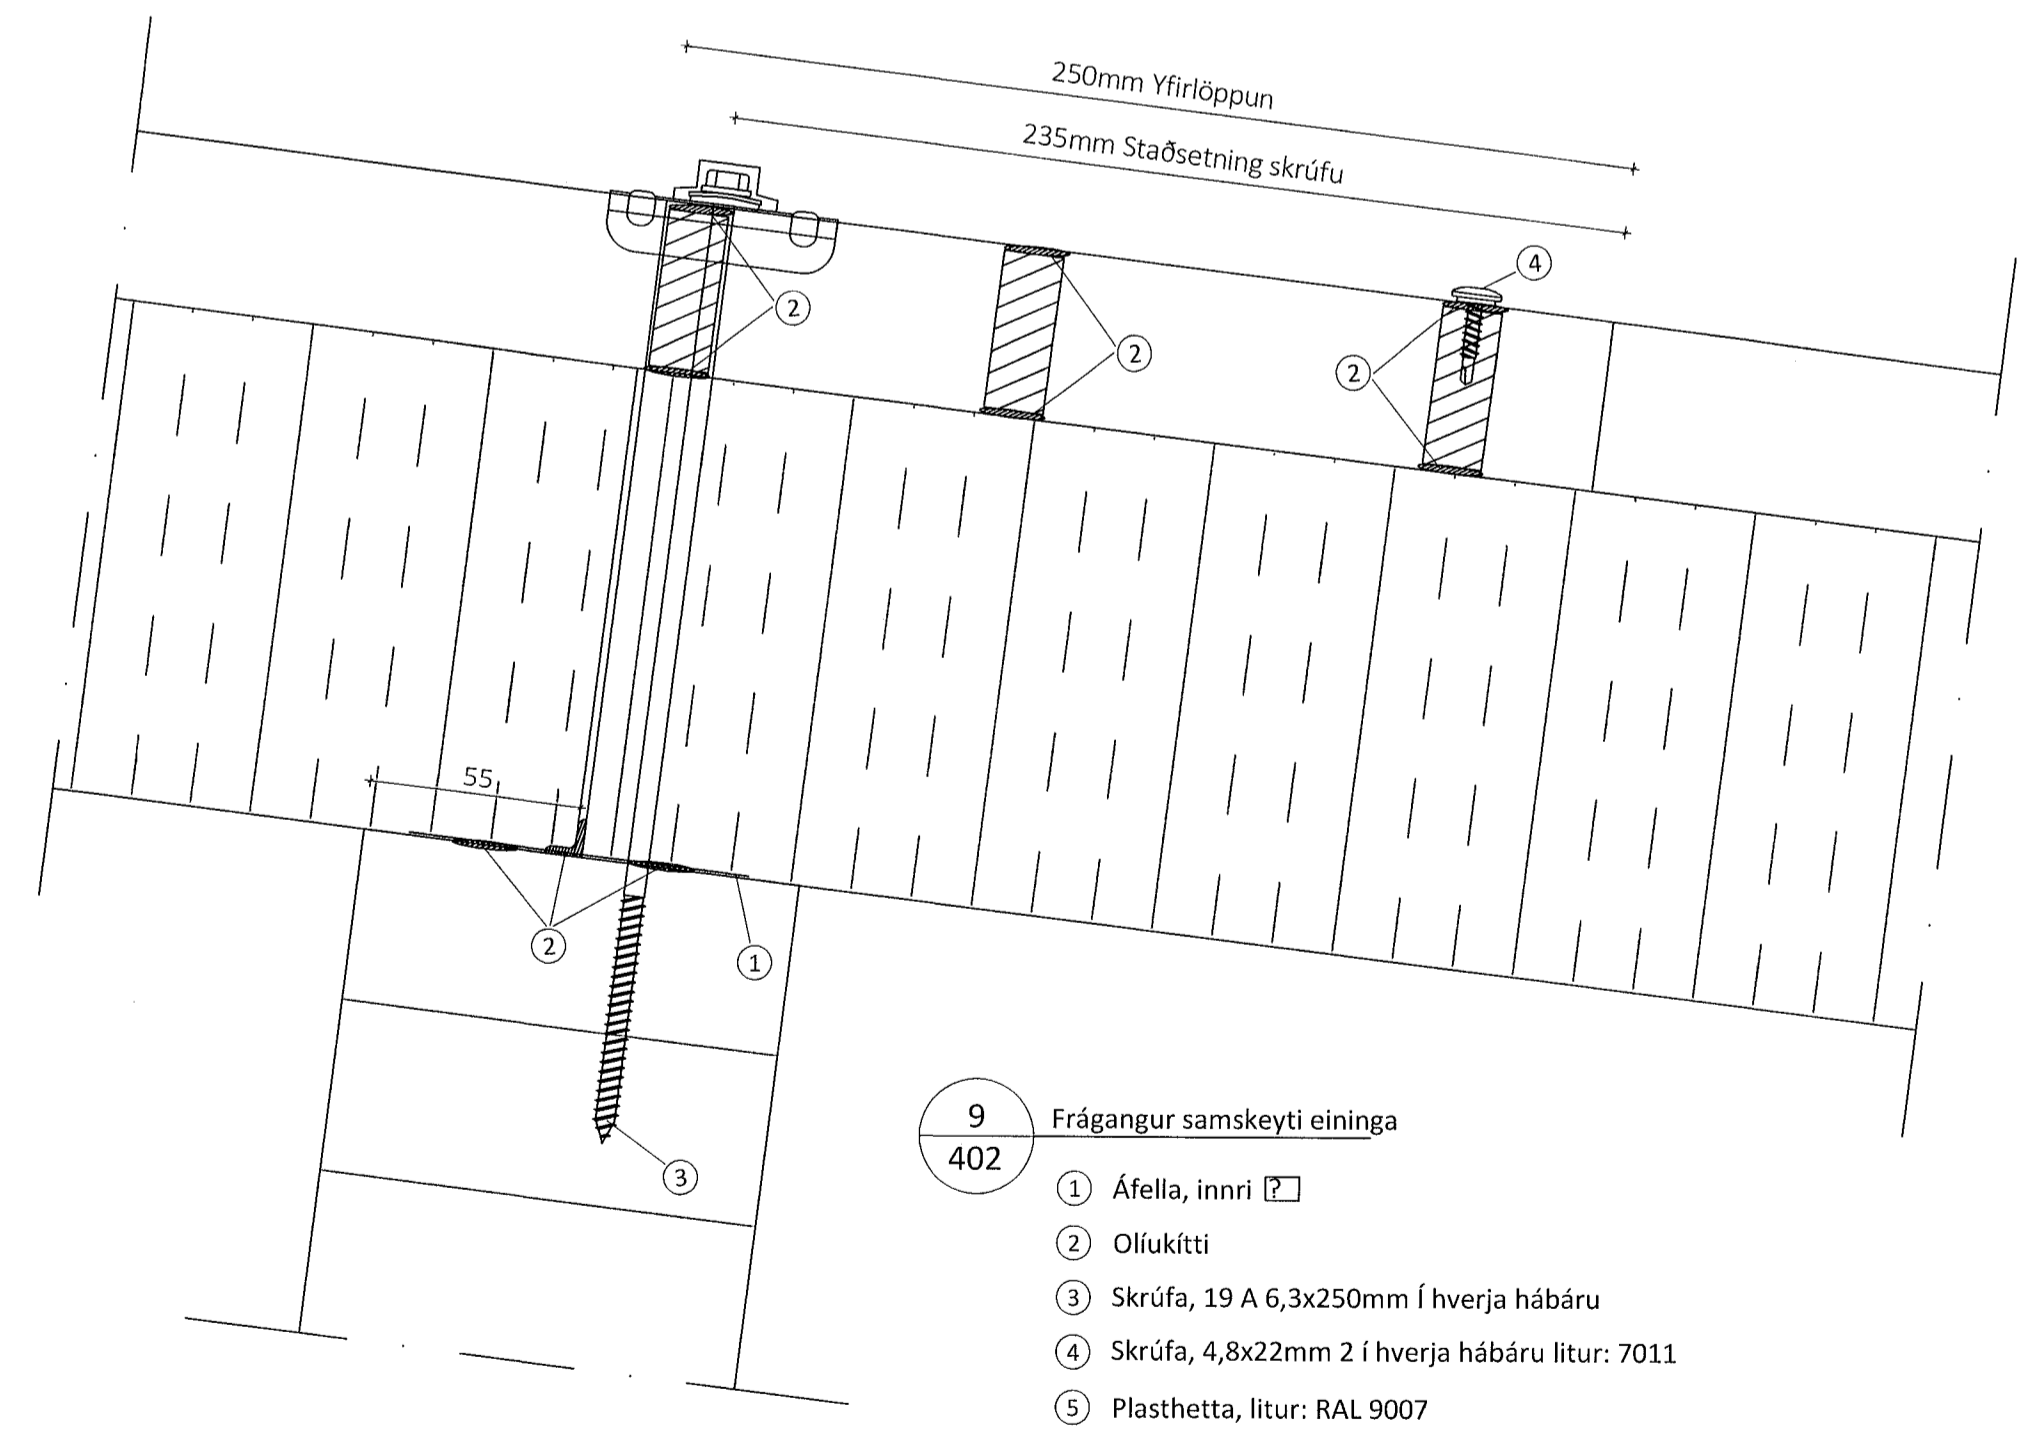 250mm Yfirlöppun
235mm Staðsetning skrúfu
4
2
2
2
55
2
1
3
9
402
Frágangur samskeyti eininga
1 Áfella, innri ?
2 Olíukítti
3 Skrúfa, 19 A 6,3x250mm Í hverja hábáru
4 Skrúfa, 4,8x22mm 2 í hverja hábáru litur: 7011
5 Plasthetta, litur: RAL 9007